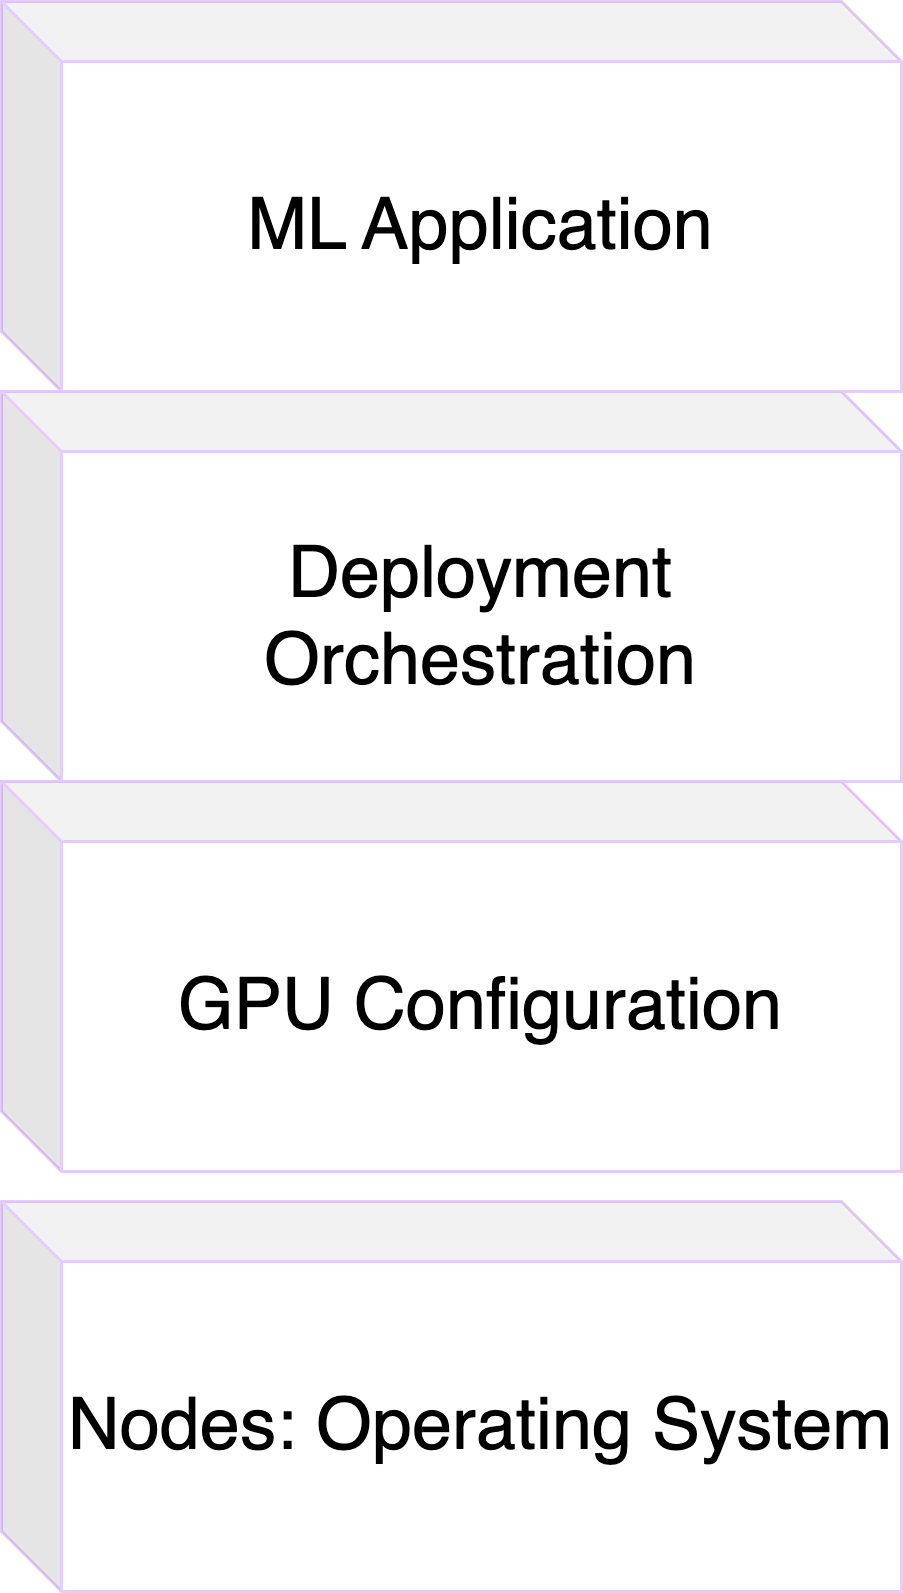 ML Application
Deployment
Orchestration
GPU Configuration
Nodes: Operating System